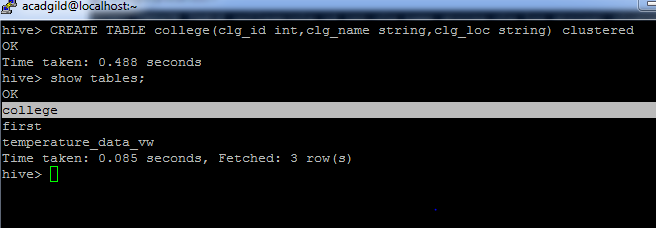 acadgild@localhost:~
hive> CREATE TABLE college(clg_id int,clg_name string,clg_loc string) clustered
OK
Time taken: 0.488 seconds
hive> show tables;
OK
college
first
temperature_data_vw
Time taken: 0.085 seconds, Fetched: 3 row(s)
hive>